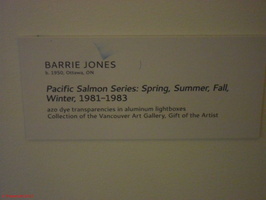 BARRIE JONES
b. 1950, Ottawa, ON
Pacific Salmon Series: Spring, Summer, Fall,
Winter, 1981–1983
azo dye transparencies in aluminum lightboxes
Collection of the Vancouver Art Gallery, Gift of the Artist